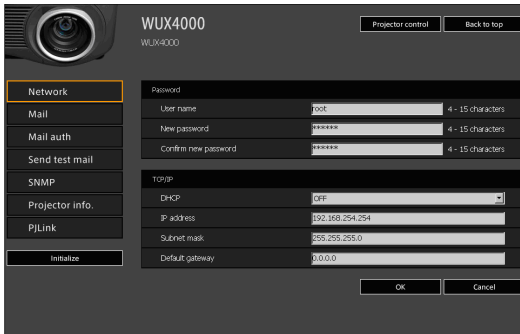 WUX4000
WUX4000
Projector control
Back to top
Network
Mail
Mail auth
Send test mail
SNMP
Projector info.
PJLink
Initialize
Password
User name root 4 - 15 characters
New password ****** 4 - 15 characters
Confirm new password ****** 4 - 15 characters
TCP/IP
DHCP OFF
IP address 192.168.254.254
Subnet mask 255.255.255.0
Default gateway 0.0.0.0
OK Cancel